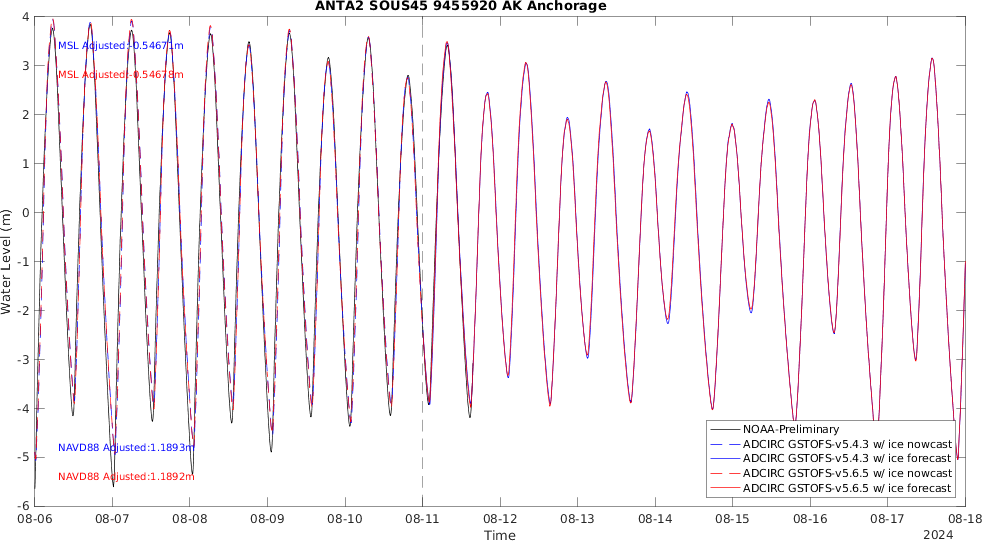 ANTA2 SOUS45 9455920 AK Anchorage
4
3
2
1
0
-1
-2
-3
-4
-5
-6
Water Level (m)
MSL Adjusted:-0.54671m
MSL Adjusted:-0.54678m
NAVD88 Adjusted:1.1893m
NAVD88 Adjusted:1.1892m
NOAA-Preliminary
ADCIRC GSTOFS-v5.4.3 w/ ice nowcast
ADCIRC GSTOFS-v5.4.3 w/ ice forecast
ADCIRC GSTOFS-v5.6.5 w/ ice nowcast
ADCIRC GSTOFS-v5.6.5 w/ ice forecast
08-06 08-07 08-08 08-09 08-10 08-11 08-12 08-13 08-14 08-15 08-16 08-17 08-18
Time
2024